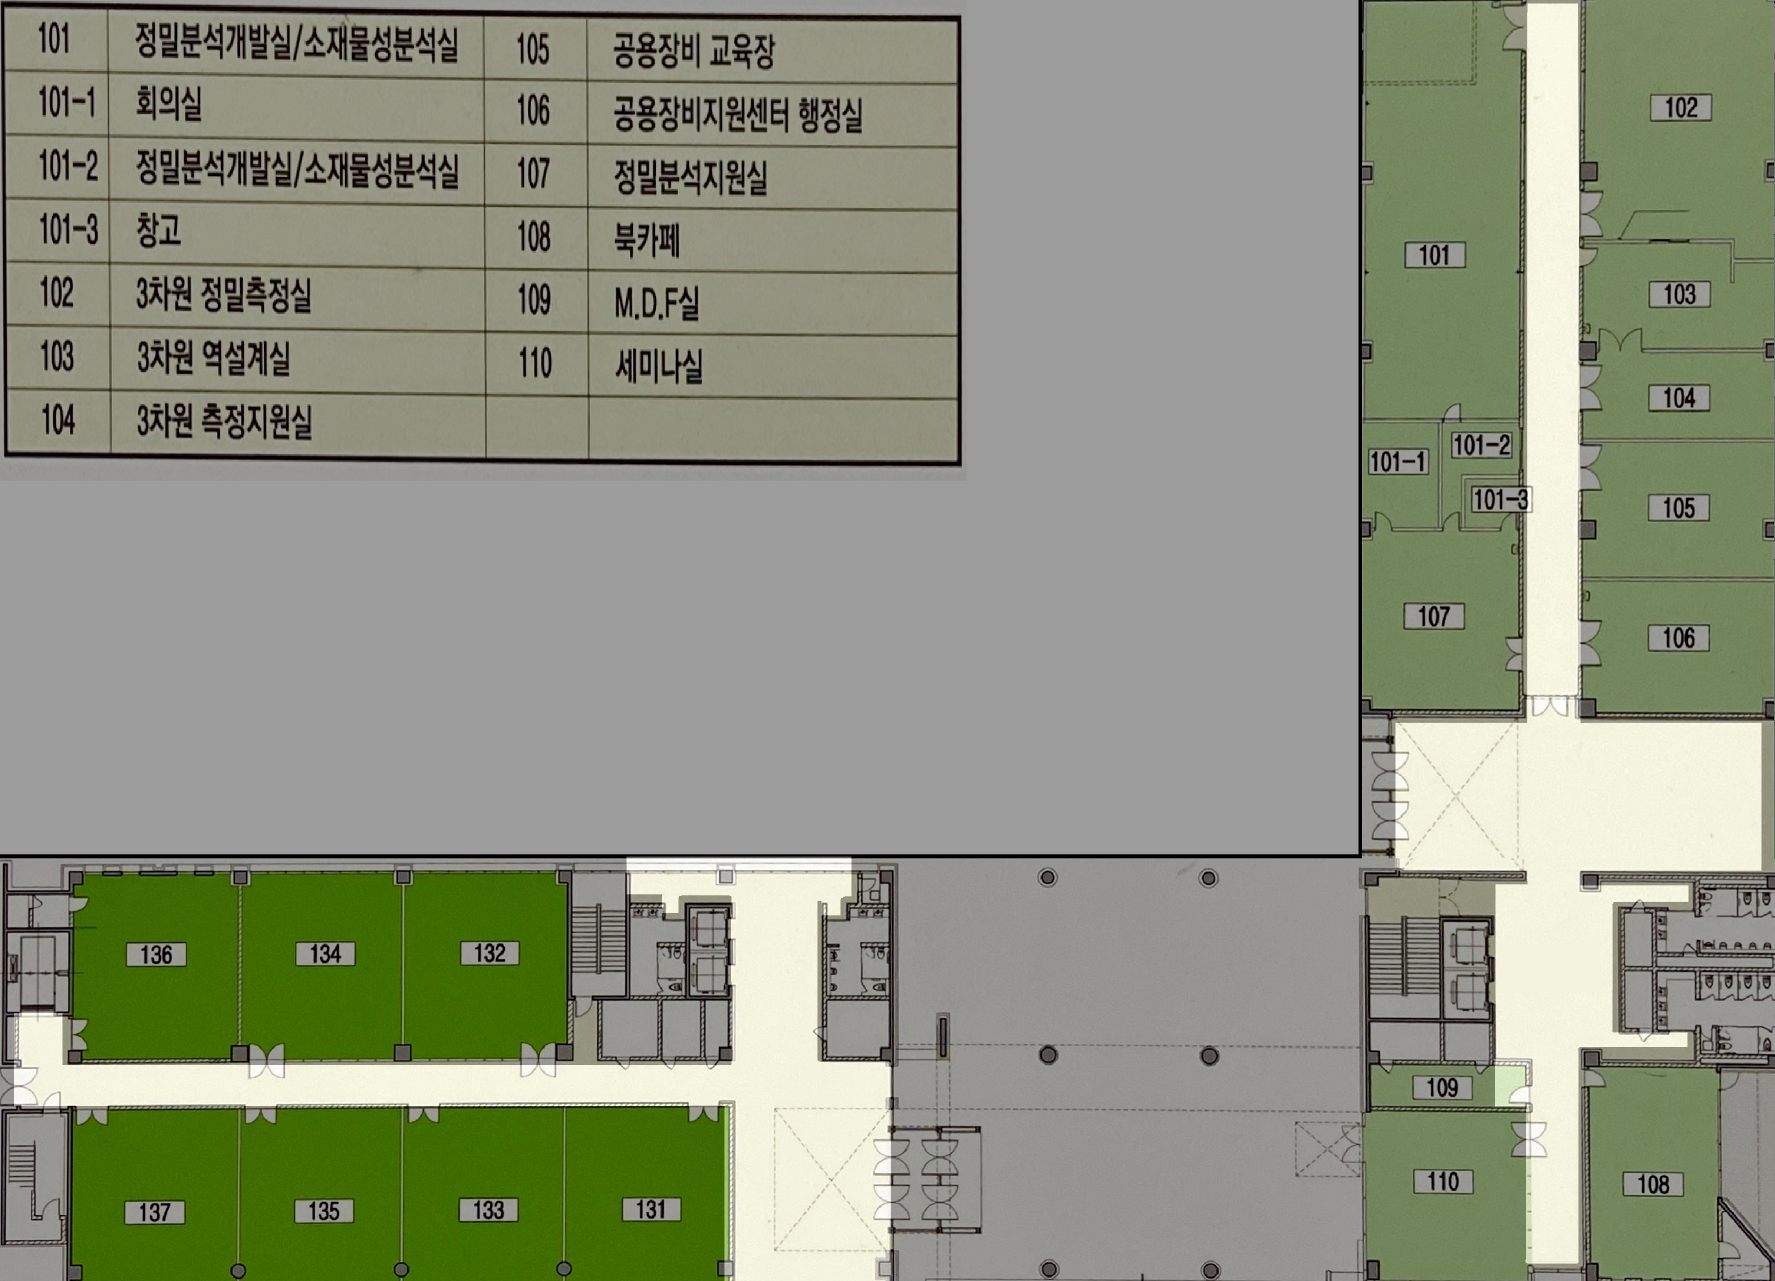 101 정밀분석개발실/소재물성분석실 105 공용장비 교육장
101-1 회의실 106 공용장비지원센터 행정실
101-2 정밀분석개발실/소재물성분석실 107 정밀분석지원실
101-3 창고 108 북카페
102 3차원 정밀측정실 109 M.D.F실
103 3차원 역설계실 110 세미나실
104 3차원 측정지원실
102
101
103
104
101-1 101-2
101-3
105
107
106
136 134 132
109
137 135 133 131
110 108